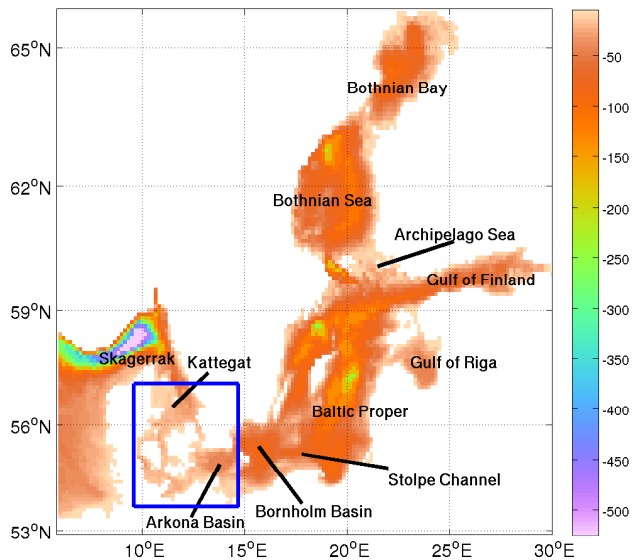 65°N
62°N
59°N
56°N
53°N
10°E
15°E
20°E
25°E
30°E
Bothnian Bay
Bothnian Sea
Archipelago Sea
Gulf of Finland
Skagerrak
Kattegat
Gulf of Riga
Baltic Proper
Stolpe Channel
Bornholm Basin
Arkona Basin
-50
-100
-150
-200
-250
-300
-350
-400
-450
-500